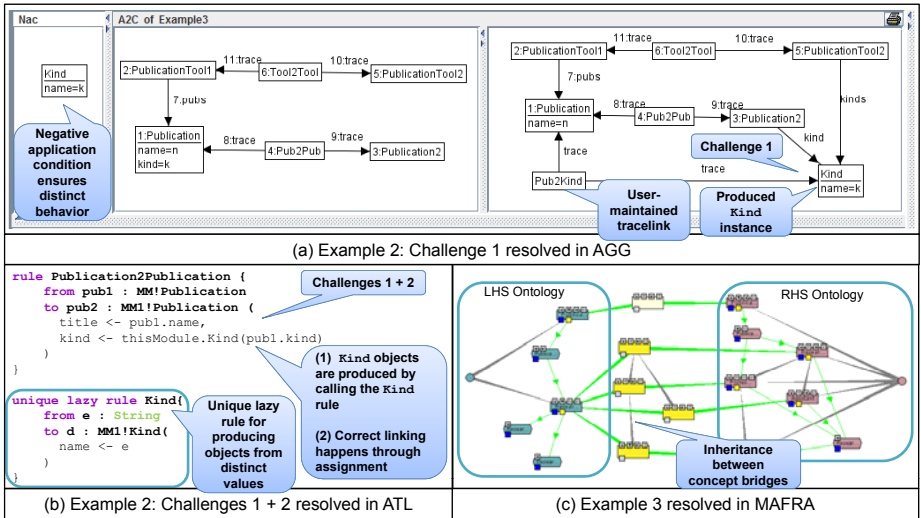 Nac
A2C of Example3
Kind
name=k
Negative
application
condition
ensures
distinct
behavior
2:PublicationTool1
11:trace
6:Tool2Tool
10:trace
5:PublicationTool2
7:pubs
1:Publication
name=n
kind=k
8:trace
4:Pub2Pub
9:trace
3:Publication2
2:PublicationTool1
11:trace
6:Tool2Tool
10:trace
5:PublicationTool2
7:pubs
kinds
1:Publication
name=n
8:trace
4:Pub2Pub
9:trace
3:Publication2
kind
trace
Challenge 1
trace
Pub2Kind
Kind
name=k
User-
maintained
tracelink
Produced
Kind
instance
(a) Example 2: Challenge 1 resolved in AGG
rule Publication2Publication {
from pub1 : MM!Publication
to pub2 : MM1!Publication (
title <- pub1.name,
kind <- thisModule.Kind(pub1.kind)
)
}
Challenges 1 + 2
(1) Kind objects
are produced by
calling the Kind
rule
(2) Correct linking
happens through
assignment
unique lazy rule Kind{
from e : String
to d : MM1!Kind(
name <- e
)
}
Unique lazy
rule for
producing
objects from
distinct
values
(b) Example 2: Challenges 1 + 2 resolved in ATL
LHS Ontology
RHS Ontology
Inheritance
between
concept bridges
(c) Example 3 resolved in MAFRA